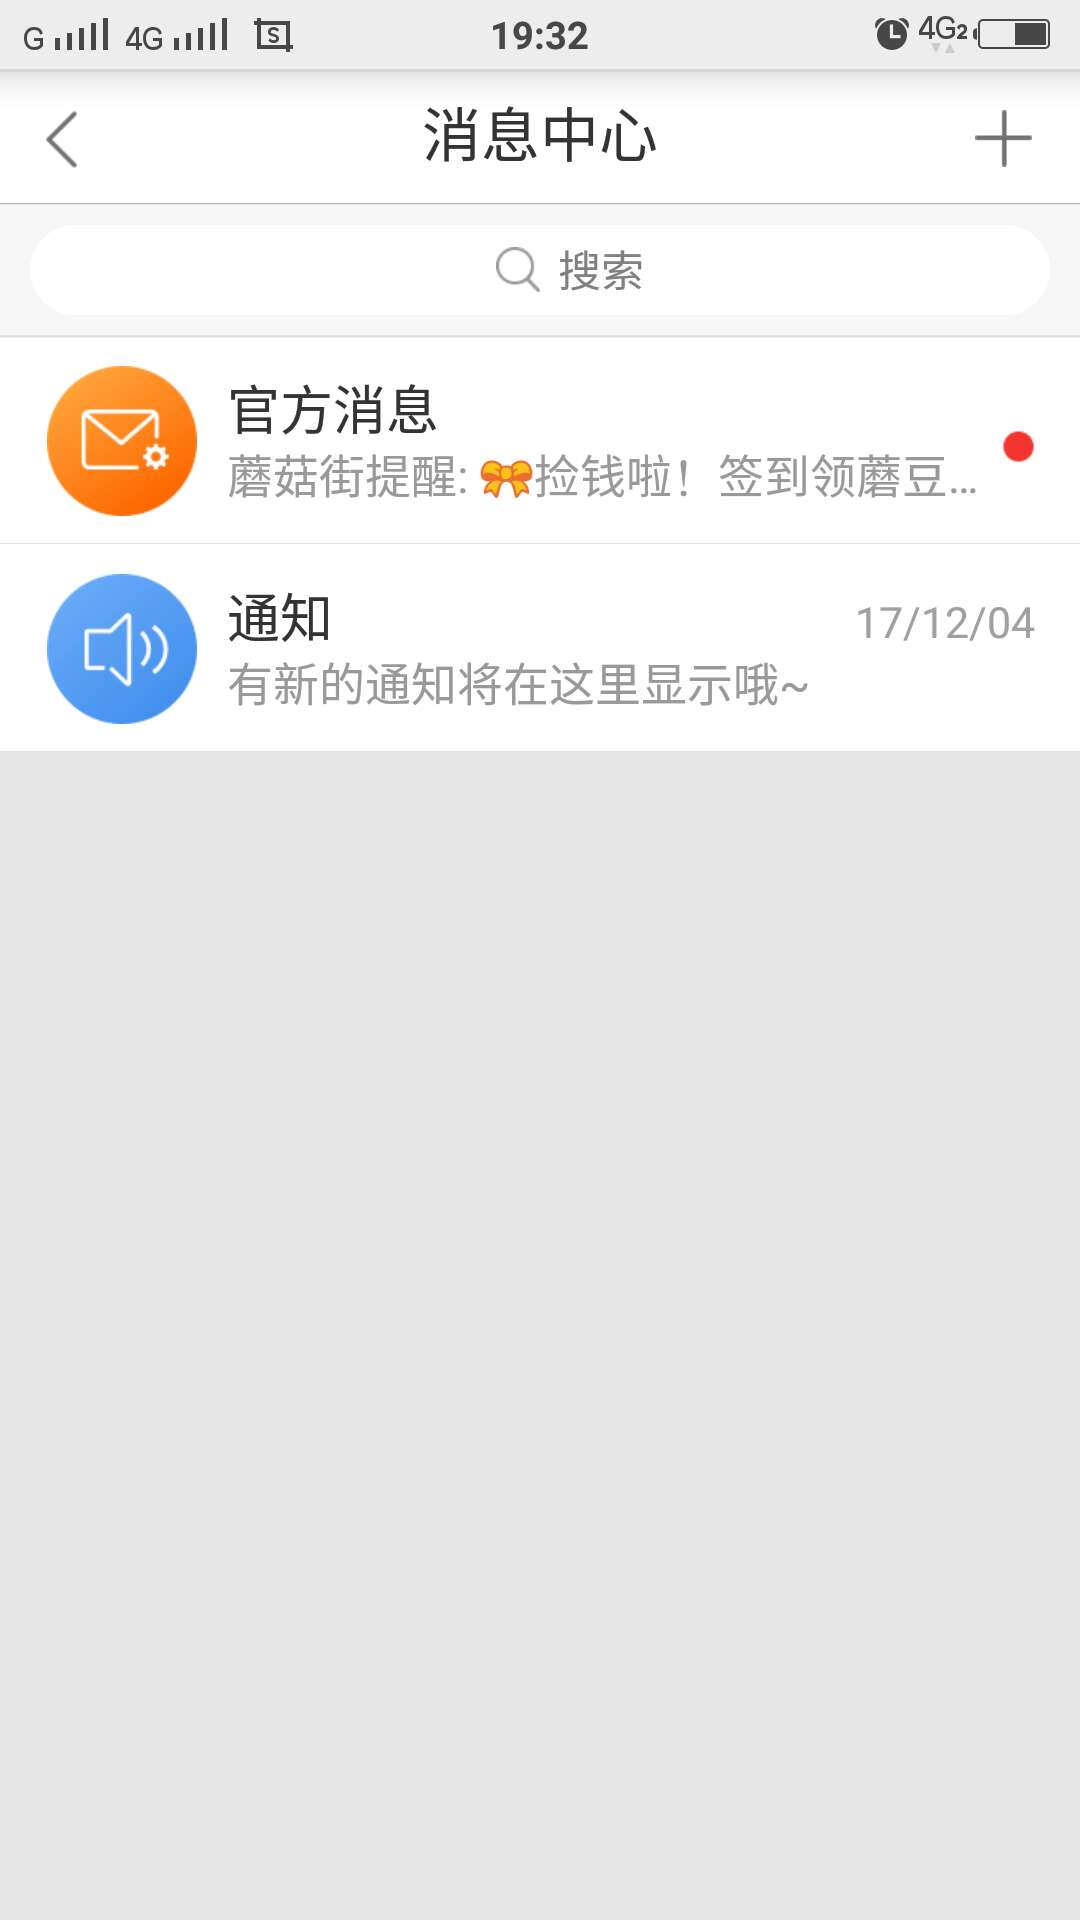 G 4G S 19:32 4G2
消息中心
搜索
官方消息
蘑菇街提醒: 🎀捡钱啦！签到领蘑豆...
通知 17/12/04
有新的通知将在这里显示哦~